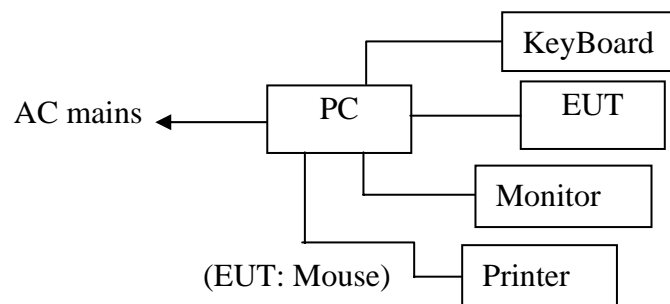 KeyBoard
PC
EUT
AC mains
Monitor
(EUT: Mouse)
Printer